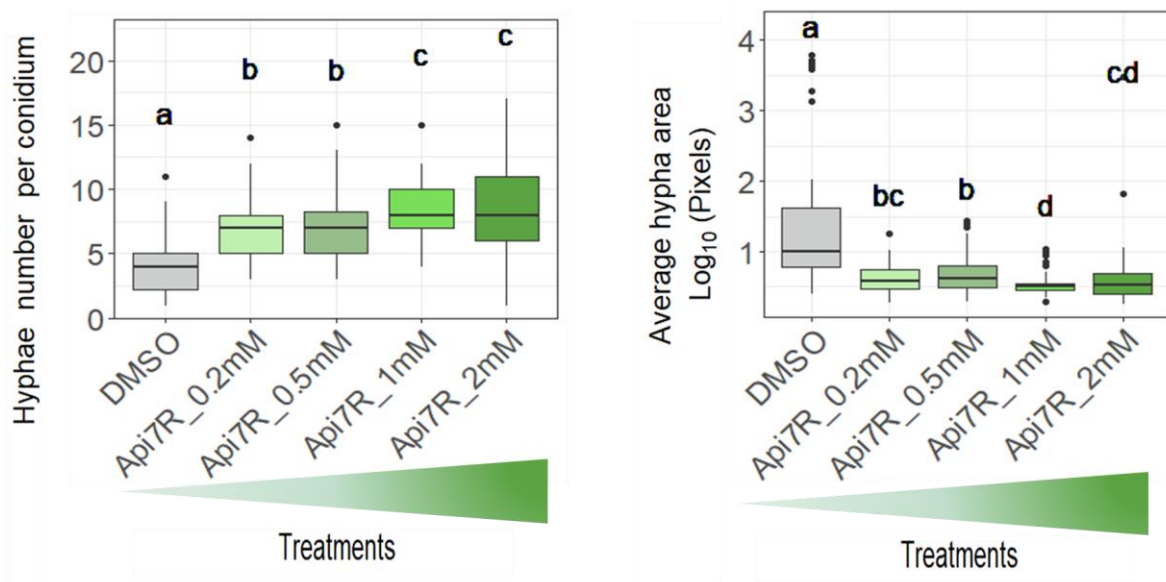 Hyphae number per conidium
20
15
10
5
0
a
b
b
c
c
DMSO
Api7R_0.2mM
Api7R_0.5mM
Api7R_1mM
Api7R_2mM
Treatments
Average hypha area
Log₁₀ (Pixels)
4
3
2
1
a
bc
b
d
cd
DMSO
Api7R_0.2mM
Api7R_0.5mM
Api7R_1mM
Api7R_2mM
Treatments